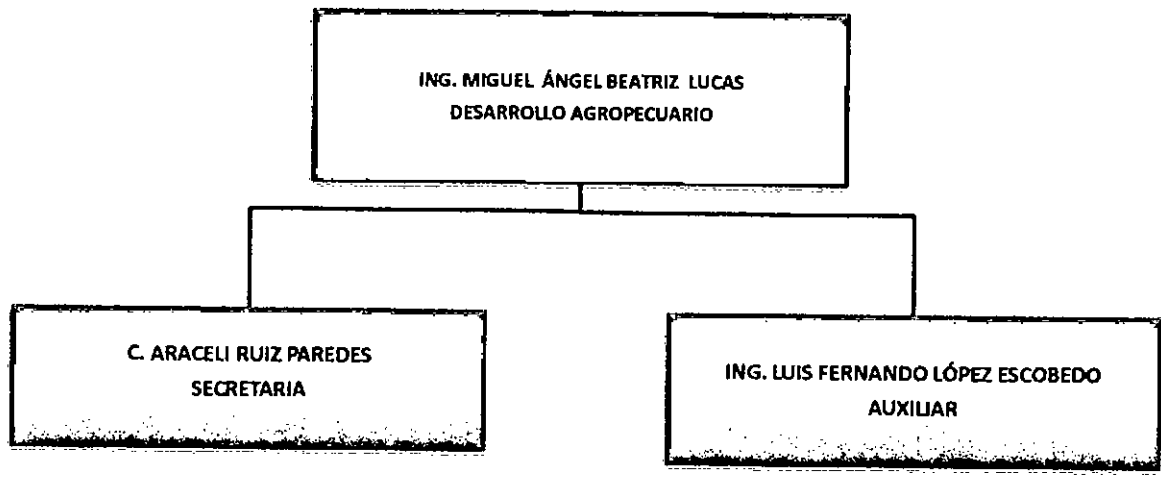 ING. MIGUEL ÁNGEL BEATRIZ LUCAS
DESARROLLO AGROPECUARIO
C. ARACELI RUIZ PAREDES
SECRETARIA
ING. LUIS FERNANDO LÓPEZ ESCOBEDO
AUXILIAR